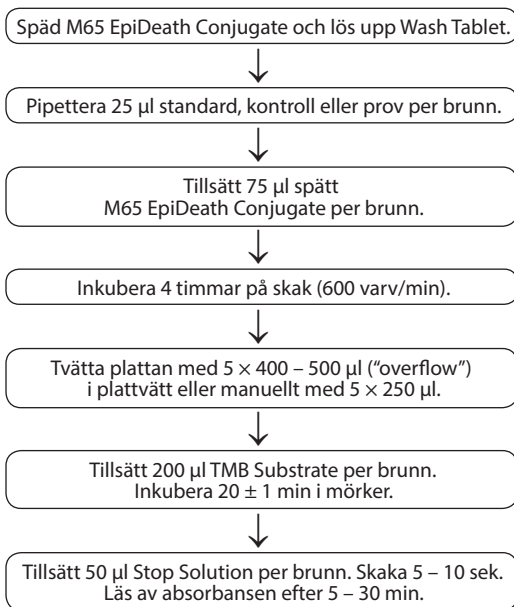 Späd M65 EpiDeath Conjugate och lös upp Wash Tablet.
Pipettera 25 µl standard, kontroll eller prov per brunn.
Tillsätt 75 µl spätt
M65 EpiDeath Conjugate per brunn.
Inkubera 4 timmar på skak (600 varv/min).
Tvätta plattan med 5 × 400 – 500 µl (“overflow”)
i plattvätt eller manuellt med 5 × 250 µl.
Tillsätt 200 µl TMB Substrate per brunn.
Inkubera 20 ± 1 min i mörker.
Tillsätt 50 µl Stop Solution per brunn. Skaka 5 – 10 sek.
Läs av absorbansen efter 5 – 30 min.